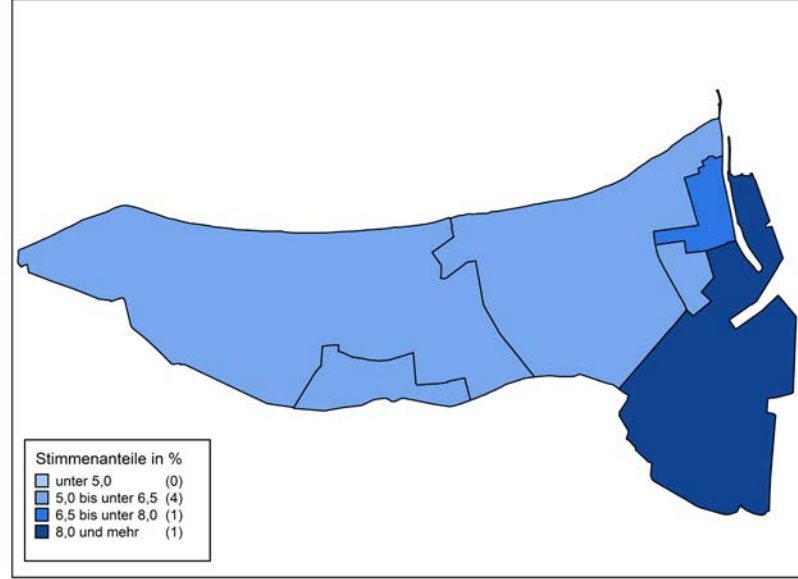 Stimmenanteile in %
unter 5,0 (0)
5,0 bis unter 6,5 (4)
6,5 bis unter 8,0 (1)
8,0 und mehr (1)